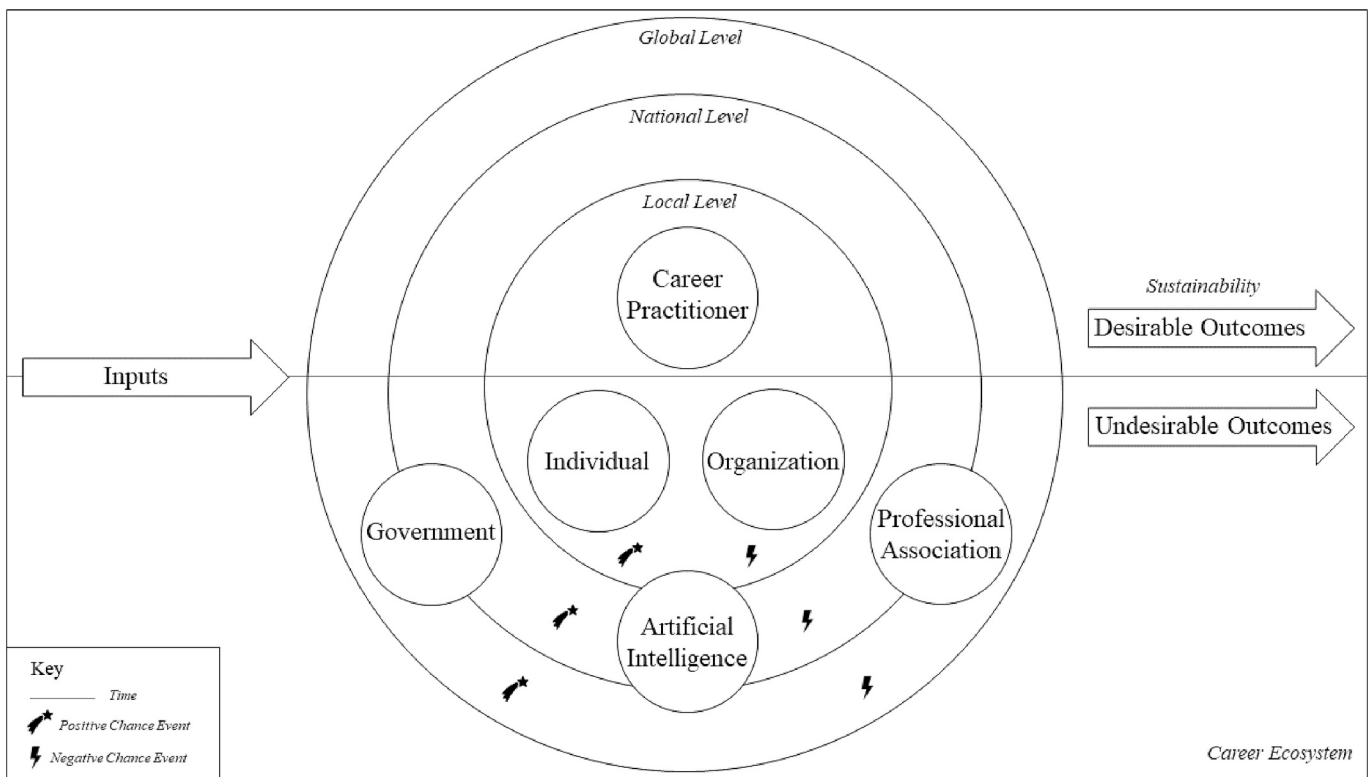 Global Level
National Level
Local Level
Career
Practitioner
Sustainability
Desirable Outcomes
Inputs
Undesirable Outcomes
Individual
Organization
Government
Professional
Association
Artificial
Intelligence
Key
Time
Positive Chance Event
Negative Chance Event
Career Ecosystem